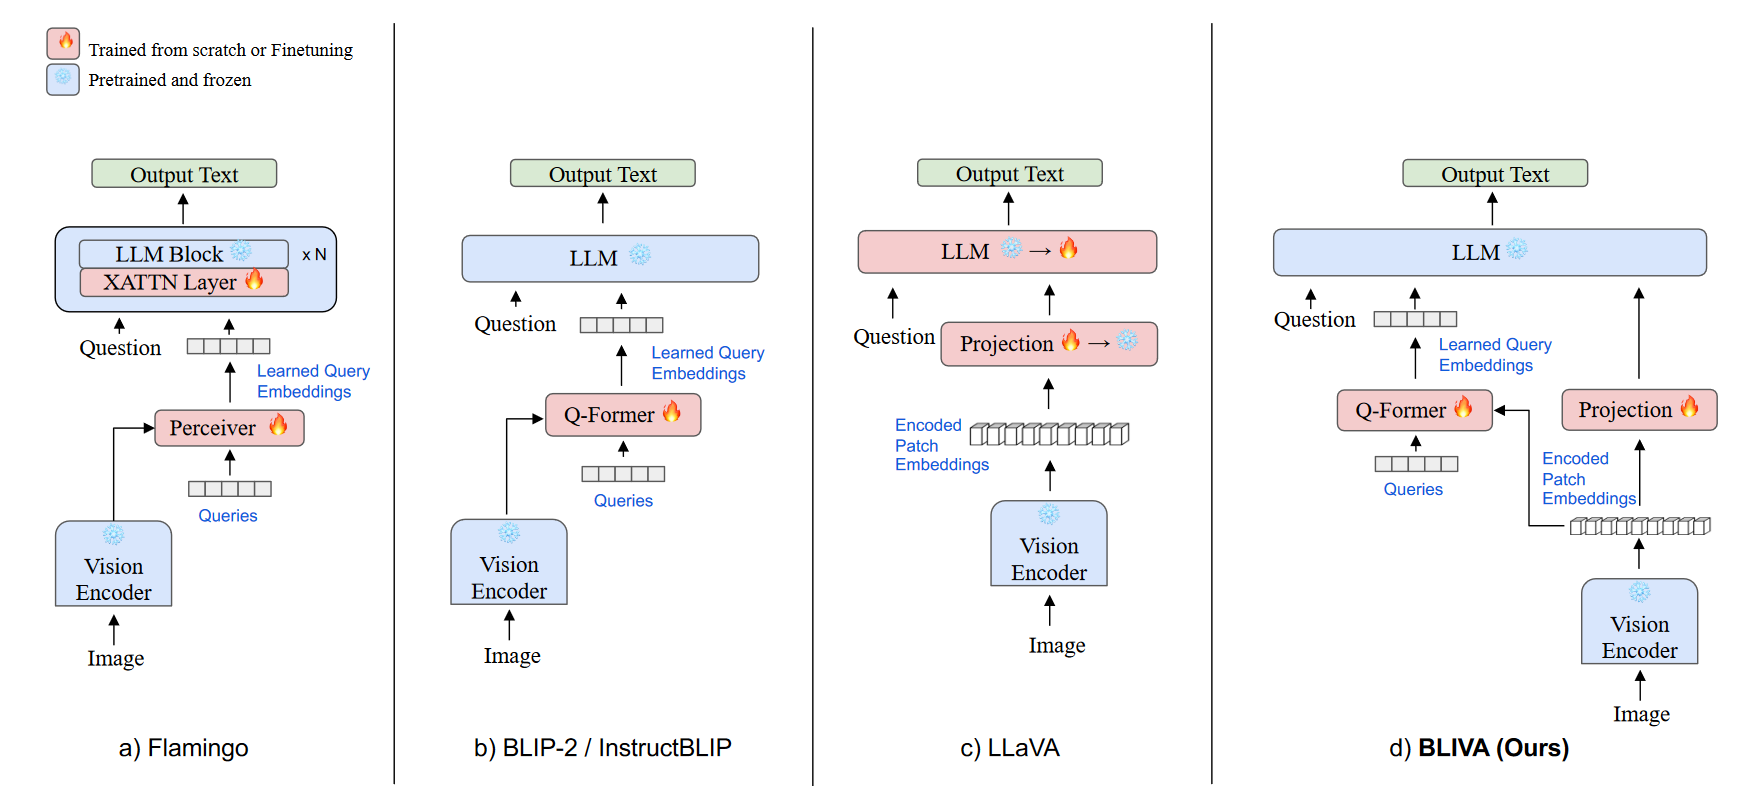 Trained from scratch or Finetuning
Pretrained and frozen
Output Text
LLM Block
XATTN Layer
x N
Question
Learned Query
Embeddings
Perceiver
Queries
Vision
Encoder
Image
a) Flamingo
Output Text
LLM
Question
Learned Query
Embeddings
Q-Former
Queries
Vision
Encoder
Image
b) BLIP-2 / InstructBLIP
Output Text
LLM →
Question
Projection →
Encoded
Patch
Embeddings
Vision
Encoder
Image
c) LLaVA
Output Text
LLM
Question
Learned Query
Embeddings
Q-Former
Projection
Queries
Encoded
Patch
Embeddings
Vision
Encoder
Image
d) BLIVA (Ours)